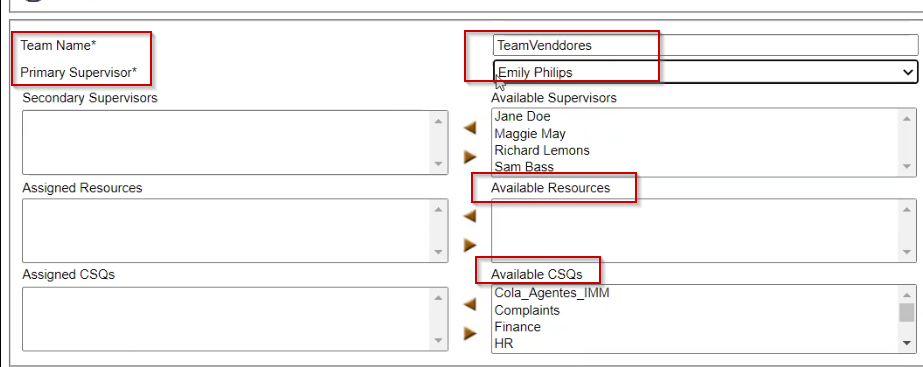 Team Name* TeamVenddores
Primary Supervisor* Emily Philips
Secondary Supervisors Available Supervisors
Jane Doe
Maggie May
Richard Lemons
Sam Bass
Assigned Resources Available Resources
Assigned CSQs Available CSQs
Cola_Agentes_IMM
Complaints
Finance
HR